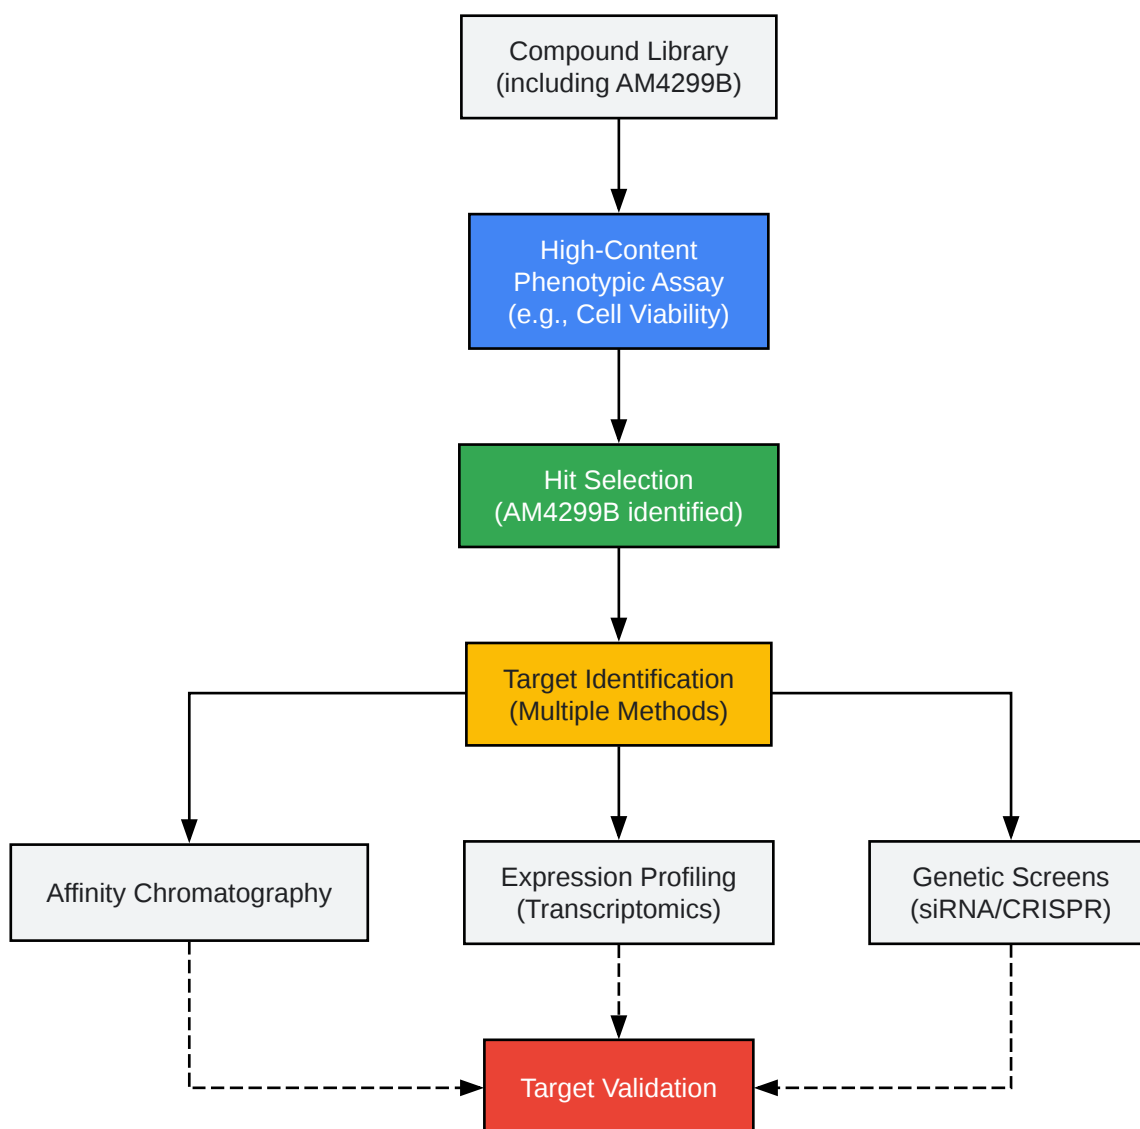 Compound Library
(including AM4299B)
High-Content
Phenotypic Assay
(e.g., Cell Viability)
Hit Selection
(AM4299B identified)
Target Identification
(Multiple Methods)
Affinity Chromatography
Expression Profiling
(Transcriptomics)
Genetic Screens
(siRNA/CRISPR)
Target Validation